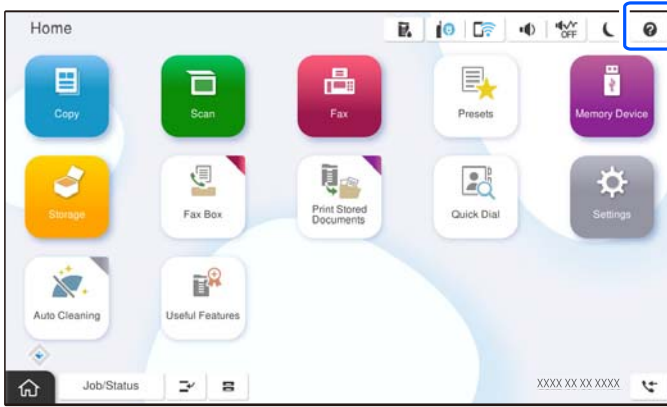 Home
OFF
?
Copy
Scan
Fax
Presets
Memory Device
Storage
Fax Box
Print Stored
Documents
Quick Dial
Settings
Auto Cleaning
Useful Features
Job/Status
XXXX XX XX XXXX